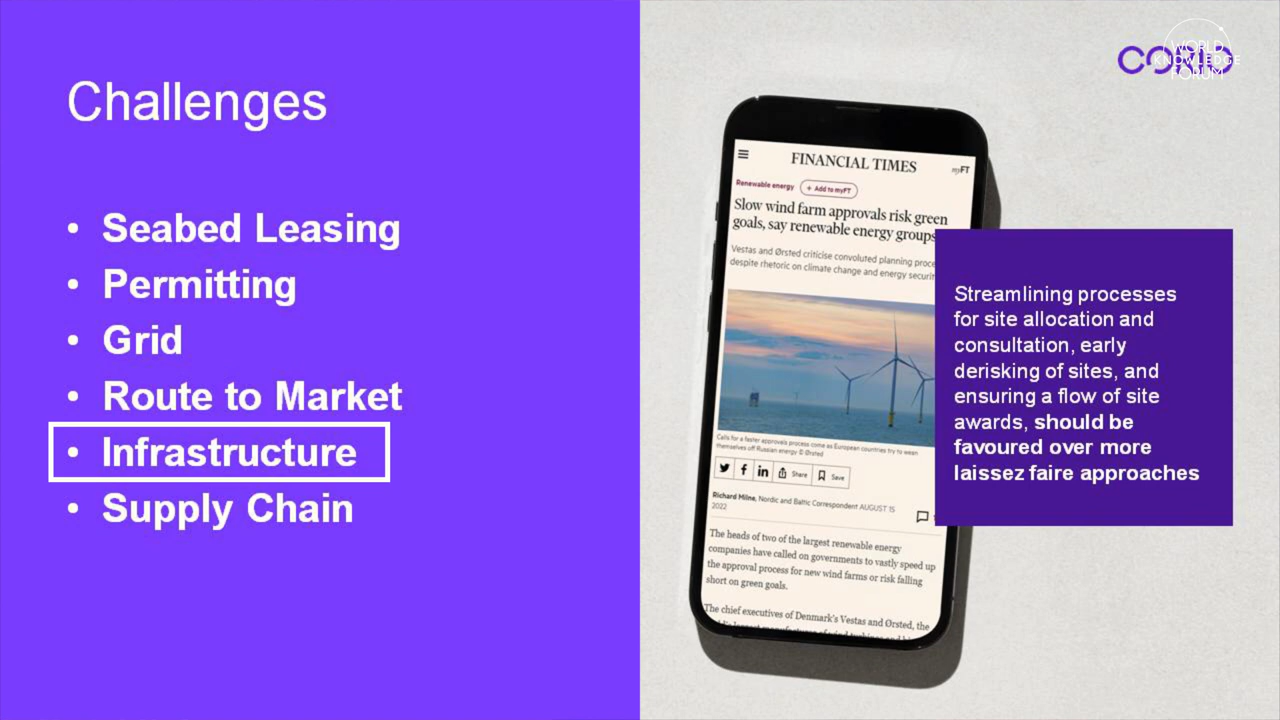 Challenges
• Seabed Leasing
• Permitting
• Grid
• Route to Market
• Infrastructure
• Supply Chain
WORLD
KNOWLEDGE
FORUM
FINANCIAL TIMES
myFT
Renewable energy
+ Add to myFT
Slow wind farm approvals risk green
goals, say renewable energy groups
Vestas and Ørsted criticise convoluted planning
despite rhetoric on climate change and energy
Calls for a faster approvals process come as European countries try to wean
themselves off Russian energy © Ørsted
Share
Save
Richard Milne, Nordic and Baltic Correspondent AUGUST 15
2022
The heads of two of the largest renewable energy
companies have called on governments to vastly speed up
the approval process for new wind farms or risk falling
short on green goals.
The chief executives of Denmark's Vestas and Ørsted, the
Streamlining processes
for site allocation and
consultation, early
derisking of sites, and
ensuring a flow of site
awards, should be
favoured over more
laissez faire approaches